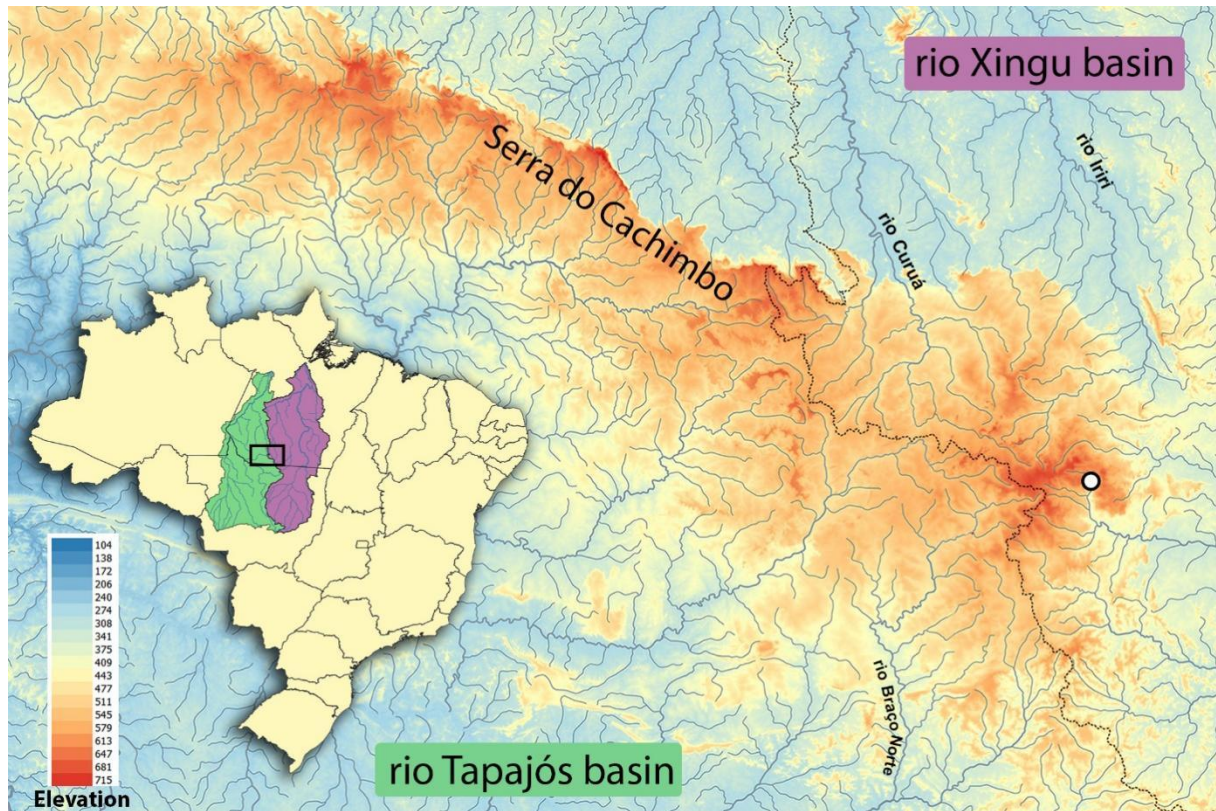 rio Xingu basin
Serra do Cachimbo
rio Iriri
rio Curuá
rio Braço Norte
rio Tapajós basin
104
138
172
206
240
274
308
341
375
409
443
477
511
545
579
613
647
681
715
Elevation